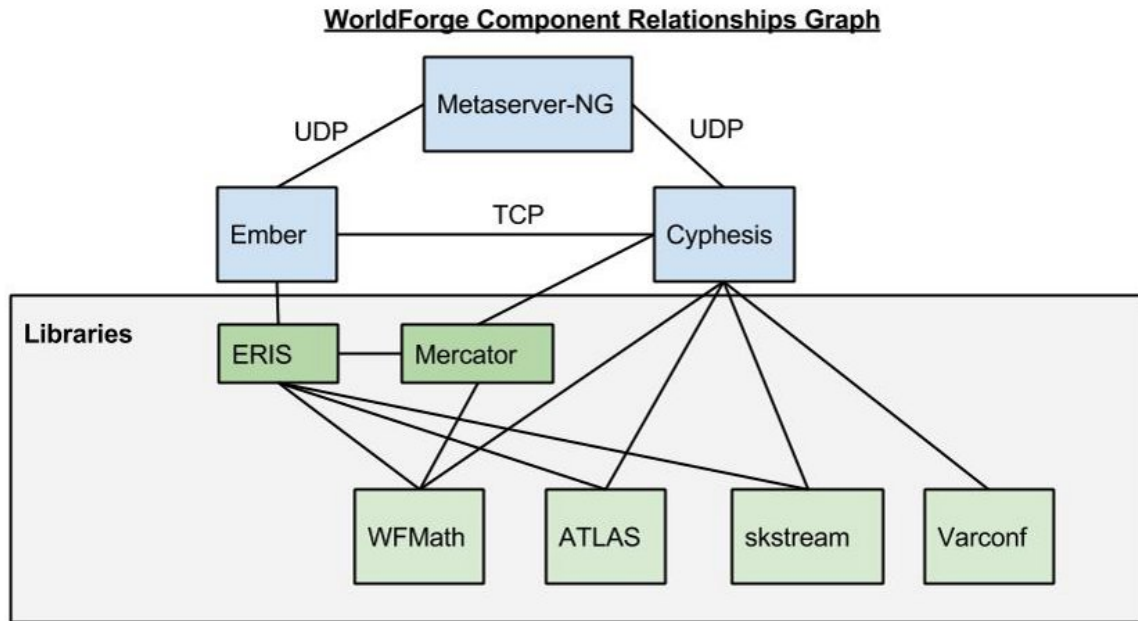 WorldForge Component Relationships Graph
Metaserver-NG
UDP
UDP
Ember
TCP
Cyphesis
Libraries
ERIS
Mercator
WFMath
ATLAS
skstream
Varconf